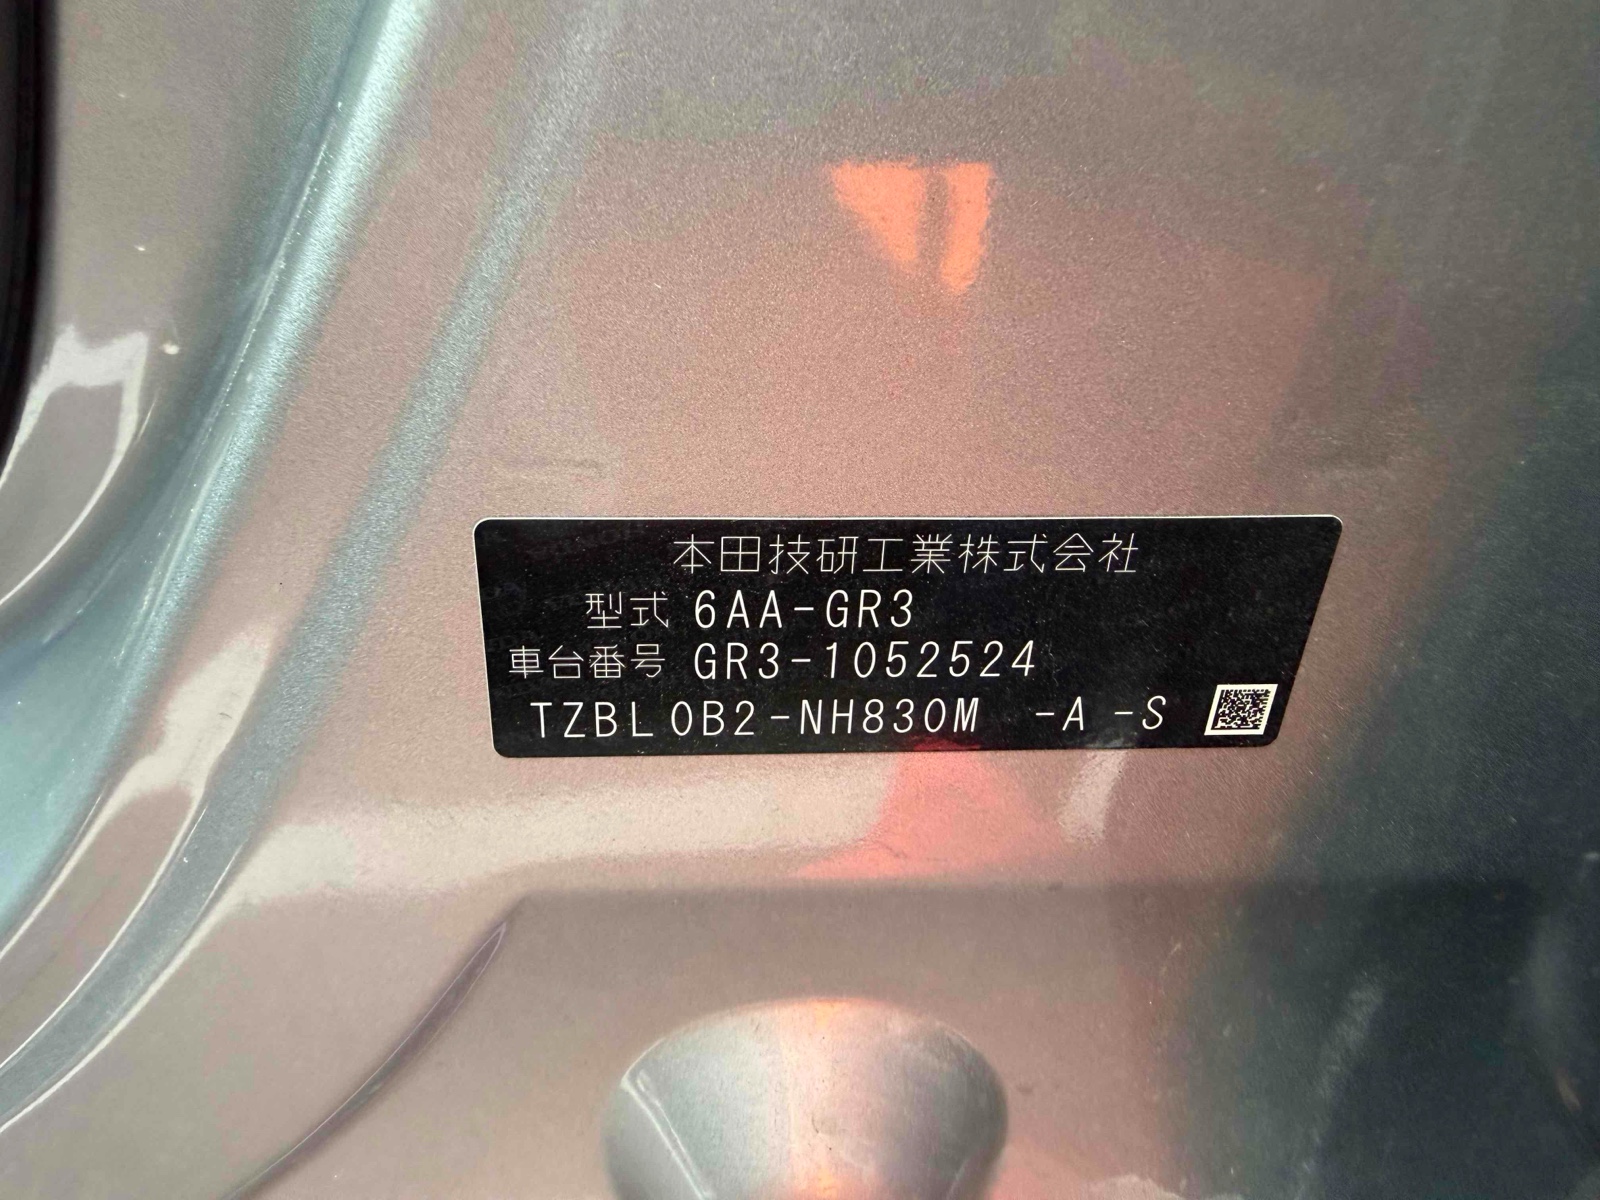 本田技研工業株式会社
型式 6AA-GR3
車台番号 GR3-1052524
TZBL0B2-NH830M -A -S